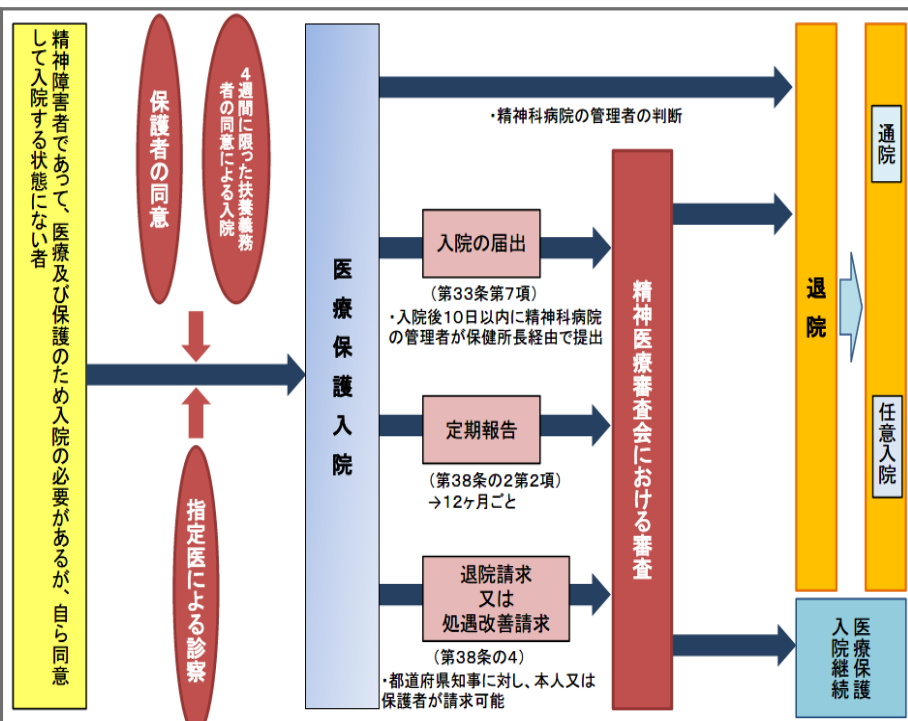 精神障害者であって、医療及び保護のため入院の必要があるが、自ら同意
して入院する状態にない者
保護者の同意
4週間に限った扶養義務
者の同意による入院
指定医による診察
医療保護入院
・精神科病院の管理者の判断
入院の届出
(第33条第7項)
・入院後10日以内に精神科病院
の管理者が保健所長経由で提出
定期報告
(第38条の2第2項)
→12ヶ月ごと
退院請求
又は
処遇改善請求
(第38条の4)
・都道府県知事に対し、本人又は
保護者が請求可能
精神医療審査会における審査
退院
通院
任意入院
医療保護
入院継続